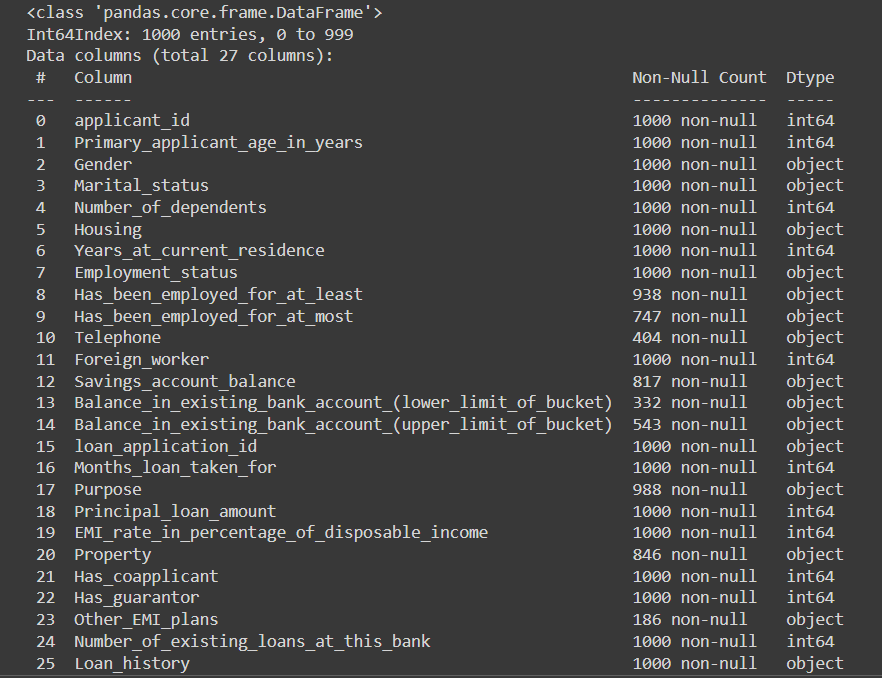 <class 'pandas.core.frame.DataFrame'>
Int64Index: 1000 entries, 0 to 999
Data columns (total 27 columns):
 #   Column                                             Non-Null Count  Dtype
---  ------                                             --------------  -----
 0   applicant_id                                       1000 non-null   int64
 1   Primary_applicant_age_in_years                     1000 non-null   int64
 2   Gender                                             1000 non-null   object
 3   Marital_status                                     1000 non-null   object
 4   Number_of_dependents                               1000 non-null   int64
 5   Housing                                            1000 non-null   object
 6   Years_at_current_residence                         1000 non-null   int64
 7   Employment_status                                  1000 non-null   object
 8   Has_been_employed_for_at_least                     938 non-null    object
 9   Has_been_employed_for_at_most                      747 non-null    object
 10  Telephone                                          404 non-null    object
 11  Foreign_worker                                     1000 non-null   int64
 12  Savings_account_balance                            817 non-null    object
 13  Balance_in_existing_bank_account_(lower_limit_of_bucket)  332 non-null    object
 14  Balance_in_existing_bank_account_(upper_limit_of_bucket)  543 non-null    object
 15  loan_application_id                                1000 non-null   object
 16  Months_loan_taken_for                              1000 non-null   int64
 17  Purpose                                            988 non-null    object
 18  Principal_loan_amount                              1000 non-null   int64
 19  EMI_rate_in_percentage_of_disposable_income        1000 non-null   int64
 20  Property                                           846 non-null    object
 21  Has_coapplicant                                    1000 non-null   int64
 22  Has_guarantor                                      1000 non-null   int64
 23  Other_EMI_plans                                    186 non-null    object
 24  Number_of_existing_loans_at_this_bank              1000 non-null   int64
 25  Loan_history                                       1000 non-null   object